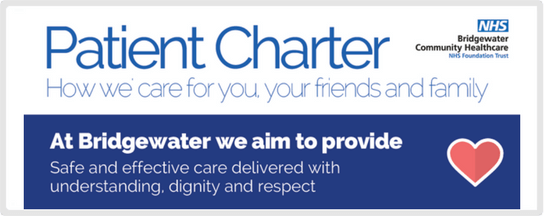 Patient Charter
NHS
Bridgewater
Community Healthcare
NHS Foundation Trust
How we care for you, your friends and family
At Bridgewater we aim to provide
Safe and effective care delivered with
understanding, dignity and respect